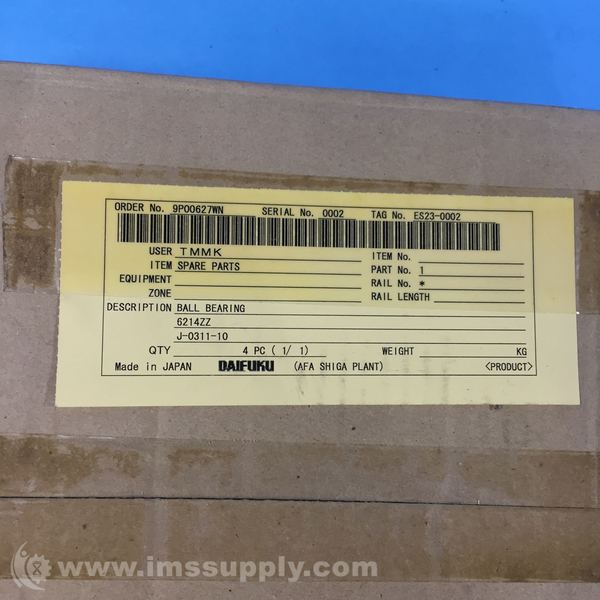 ORDER No. 9P00627WN SERIAL No. 0002 TAG No. ES23-0002
USER TMMK ITEM No.
ITEM SPARE PARTS PART No. 1
EQUIPMENT RAIL No. *
ZONE RAIL LENGTH
DESCRIPTION BALL BEARING
6214ZZ
J-0311-10
QTY 4 PC ( 1/ 1) WEIGHT KG
Made in JAPAN DAIFUKU (AFA SHIGA PLANT) <PRODUCT>
www.imssupply.com